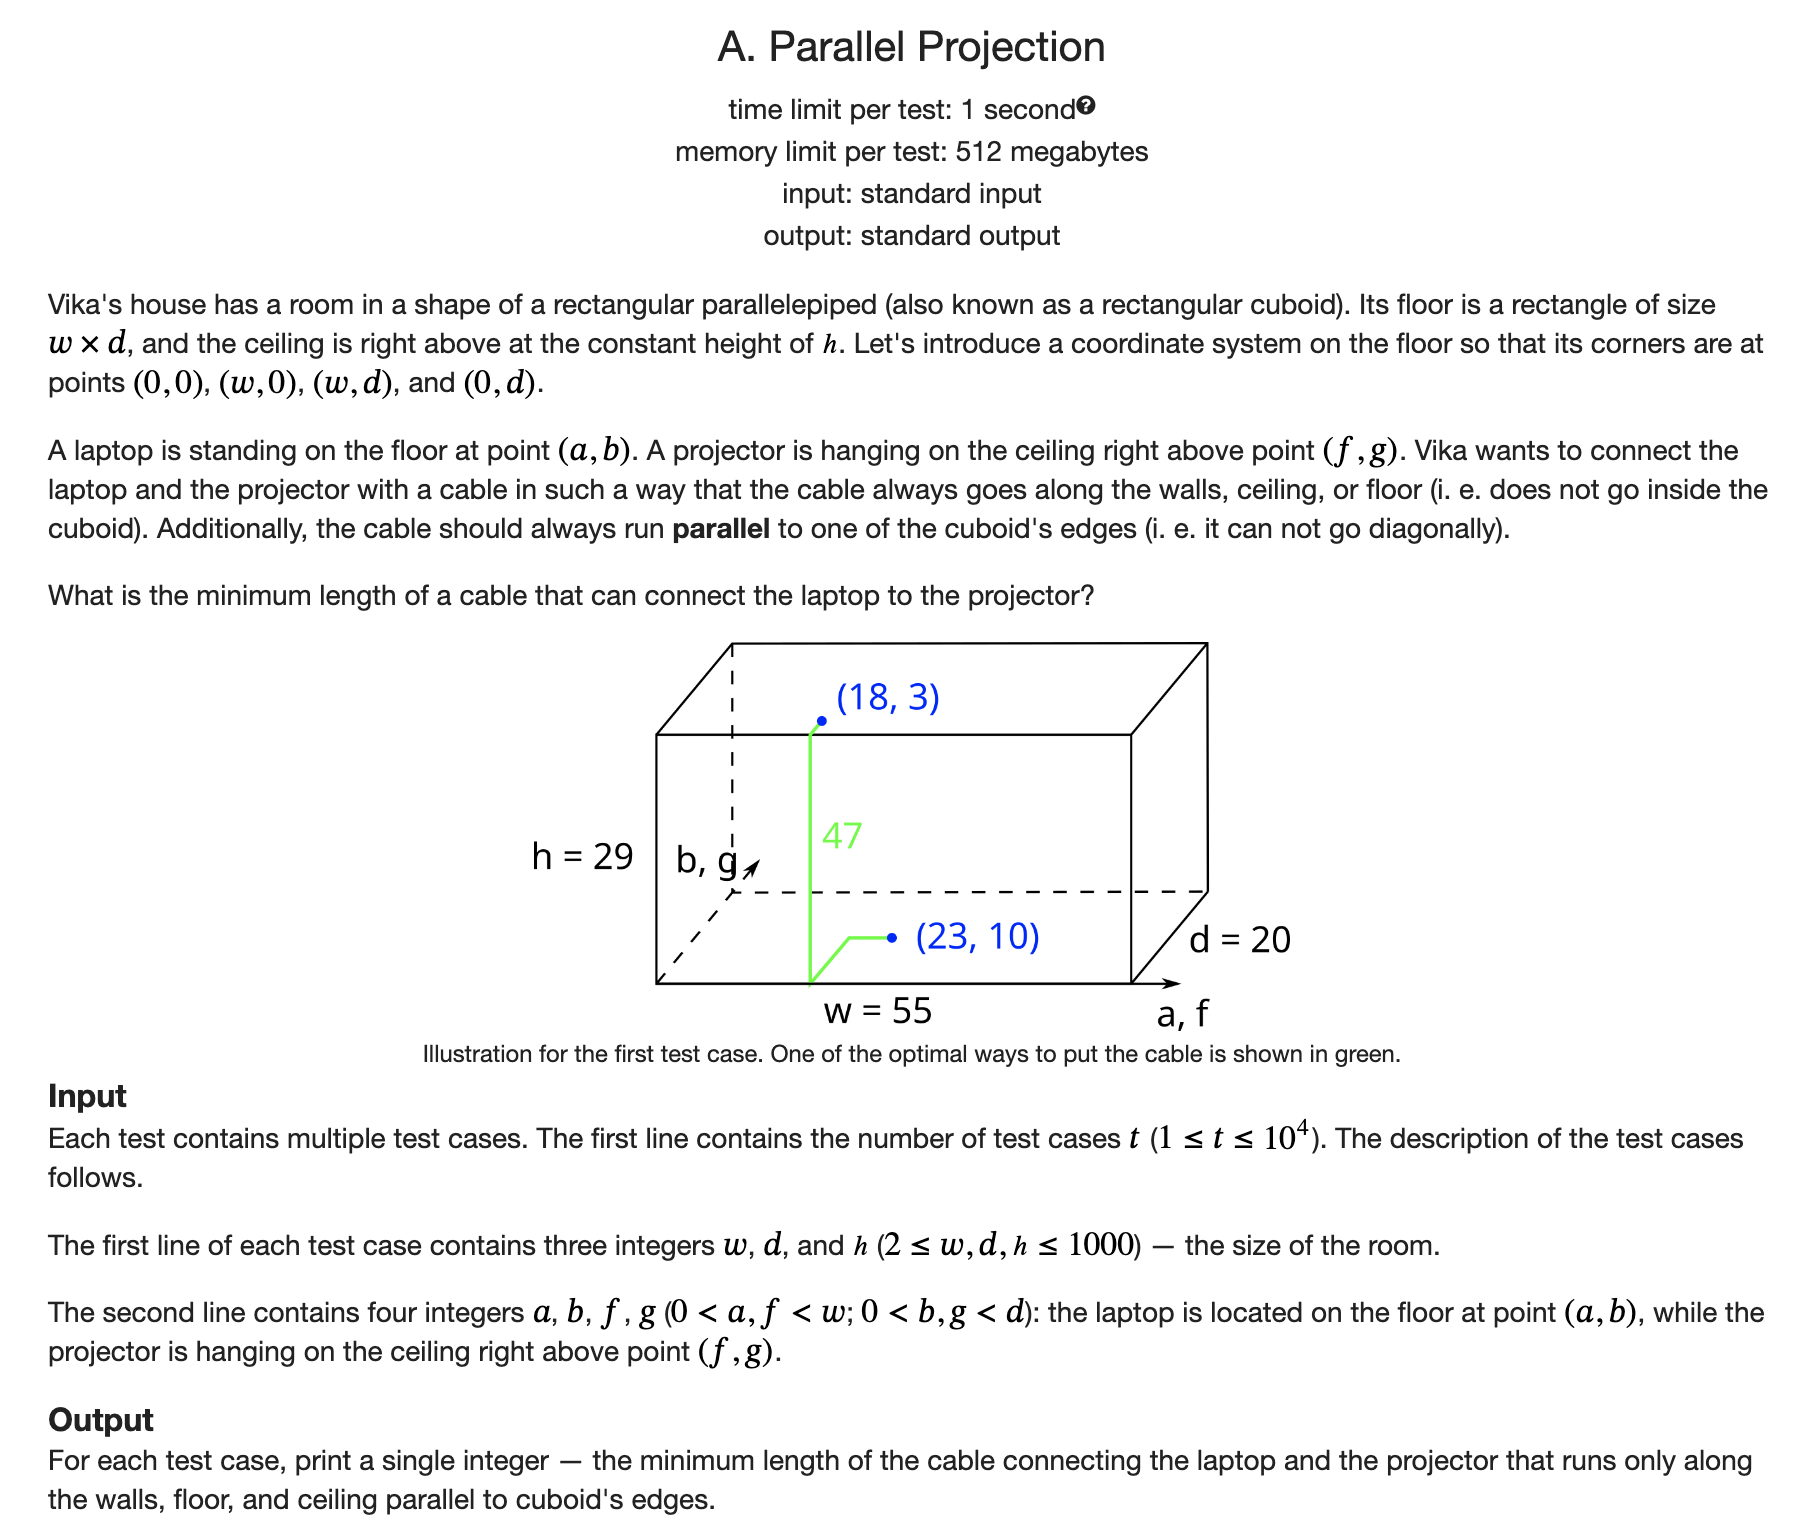 A. Parallel Projection
time limit per test: 1 second?
memory limit per test: 512 megabytes
input: standard input
output: standard output
Vika's house has a room in a shape of a rectangular parallelepiped (also known as a rectangular cuboid). Its floor is a rectangle of size
w × d, and the ceiling is right above at the constant height of h. Let's introduce a coordinate system on the floor so that its corners are at
points (0, 0), (w, 0), (w, d), and (0, d).
A laptop is standing on the floor at point (a, b). A projector is hanging on the ceiling right above point (f, g). Vika wants to connect the
laptop and the projector with a cable in such a way that the cable always goes along the walls, ceiling, or floor (i. e. does not go inside the
cuboid). Additionally, the cable should always run parallel to one of the cuboid's edges (i. e. it can not go diagonally).
What is the minimum length of a cable that can connect the laptop to the projector?
(18, 3)
47
h = 29
b, g
(23, 10)
d = 20
w = 55
a, f
Illustration for the first test case. One of the optimal ways to put the cable is shown in green.
Input
Each test contains multiple test cases. The first line contains the number of test cases t (1 ≤ t ≤ 10⁴). The description of the test cases
follows.
The first line of each test case contains three integers w, d, and h (2 ≤ w, d, h ≤ 1000) — the size of the room.
The second line contains four integers a, b, f, g (0 < a, f < w; 0 < b, g < d): the laptop is located on the floor at point (a, b), while the
projector is hanging on the ceiling right above point (f, g).
Output
For each test case, print a single integer — the minimum length of the cable connecting the laptop and the projector that runs only along
the walls, floor, and ceiling parallel to cuboid's edges.